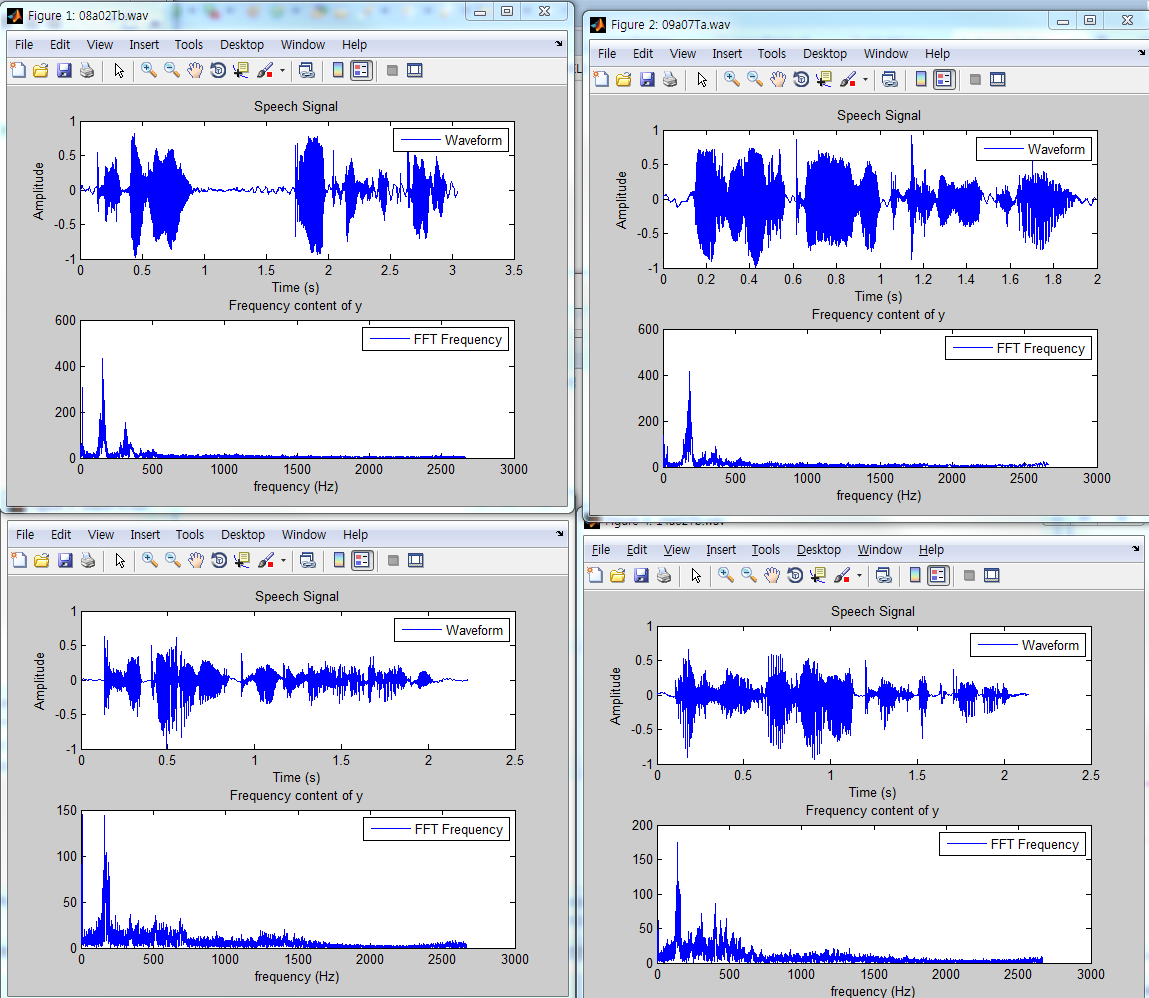 Figure 1: 08a02Tb.wav
File Edit View Insert Tools Desktop Window Help
Speech Signal
Waveform
1
0.5
0
-0.5
-1
Amplitude
0 0.5 1 1.5 2 2.5 3 3.5
Time (s)
Frequency content of y
FFT Frequency
600
400
200
0
0 500 1000 1500 2000 2500 3000
frequency (Hz)
Figure 2: 09a07Ta.wav
File Edit View Insert Tools Desktop Window Help
Speech Signal
Waveform
1
0.5
0
-0.5
-1
Amplitude
0 0.2 0.4 0.6 0.8 1 1.2 1.4 1.6 1.8 2
Time (s)
Frequency content of y
FFT Frequency
600
400
200
0
0 500 1000 1500 2000 2500 3000
frequency (Hz)
File Edit View Insert Tools Desktop Window Help
Speech Signal
Waveform
1
0.5
0
-0.5
-1
Amplitude
0 0.5 1 1.5 2 2.5
Time (s)
Frequency content of y
FFT Frequency
150
100
50
0
0 500 1000 1500 2000 2500 3000
frequency (Hz)
File Edit View Insert Tools Desktop Window Help
Speech Signal
Waveform
1
0.5
0
-0.5
-1
Amplitude
0 0.5 1 1.5 2 2.5
Time (s)
Frequency content of y
FFT Frequency
200
150
100
50
0
0 500 1000 1500 2000 2500 3000
frequency (Hz)